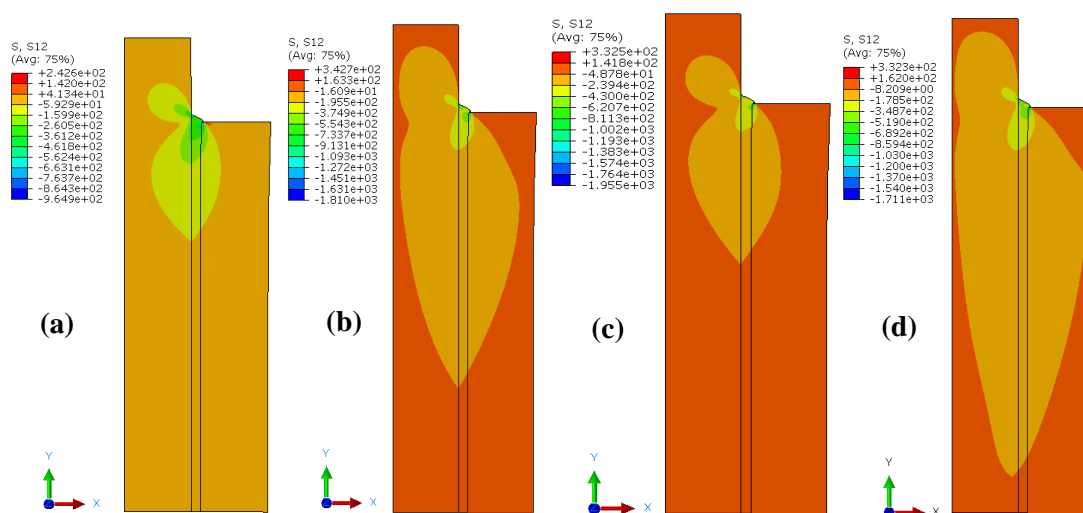 S, S12
(Avg: 75%)
+2.426e+02
+1.420e+02
+4.134e+01
-5.929e+01
-1.599e+02
-2.605e+02
-3.612e+02
-4.618e+02
-5.624e+02
-6.631e+02
-7.637e+02
-8.643e+02
-9.649e+02
(a)
Y
X
S, S12
(Avg: 75%)
+3.427e+02
+1.633e+02
-1.609e+01
-1.955e+02
-3.749e+02
-5.543e+02
-7.337e+02
-9.131e+02
-1.093e+03
-1.272e+03
-1.451e+03
-1.631e+03
-1.810e+03
(b)
Y
X
S, S12
(Avg: 75%)
+3.325e+02
+1.418e+02
-4.878e+01
-2.394e+02
-4.300e+02
-6.207e+02
-8.113e+02
-1.002e+03
-1.193e+03
-1.383e+03
-1.574e+03
-1.764e+03
-1.955e+03
(c)
Y
X
S, S12
(Avg: 75%)
+3.323e+02
+1.620e+02
-8.209e+00
-1.785e+02
-3.487e+02
-5.190e+02
-6.892e+02
-8.594e+02
-1.030e+03
-1.200e+03
-1.370e+03
-1.540e+03
-1.711e+03
(d)
Y
X